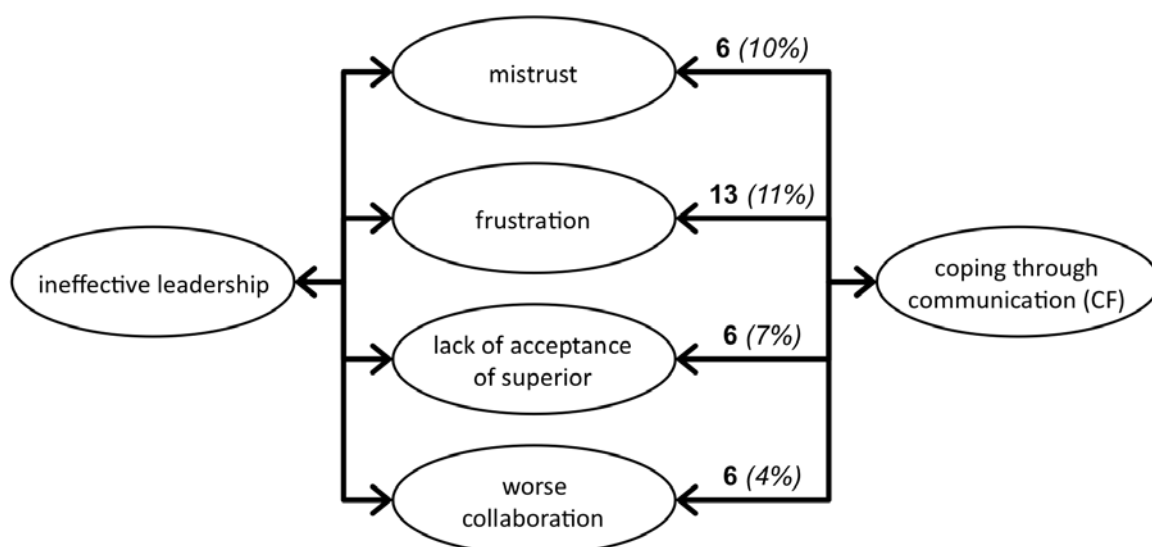 6 (10%)
mistrust
13 (11%)
frustration
ineffective leadership
coping through
communication (CF)
6 (7%)
lack of acceptance
of superior
6 (4%)
worse
collaboration